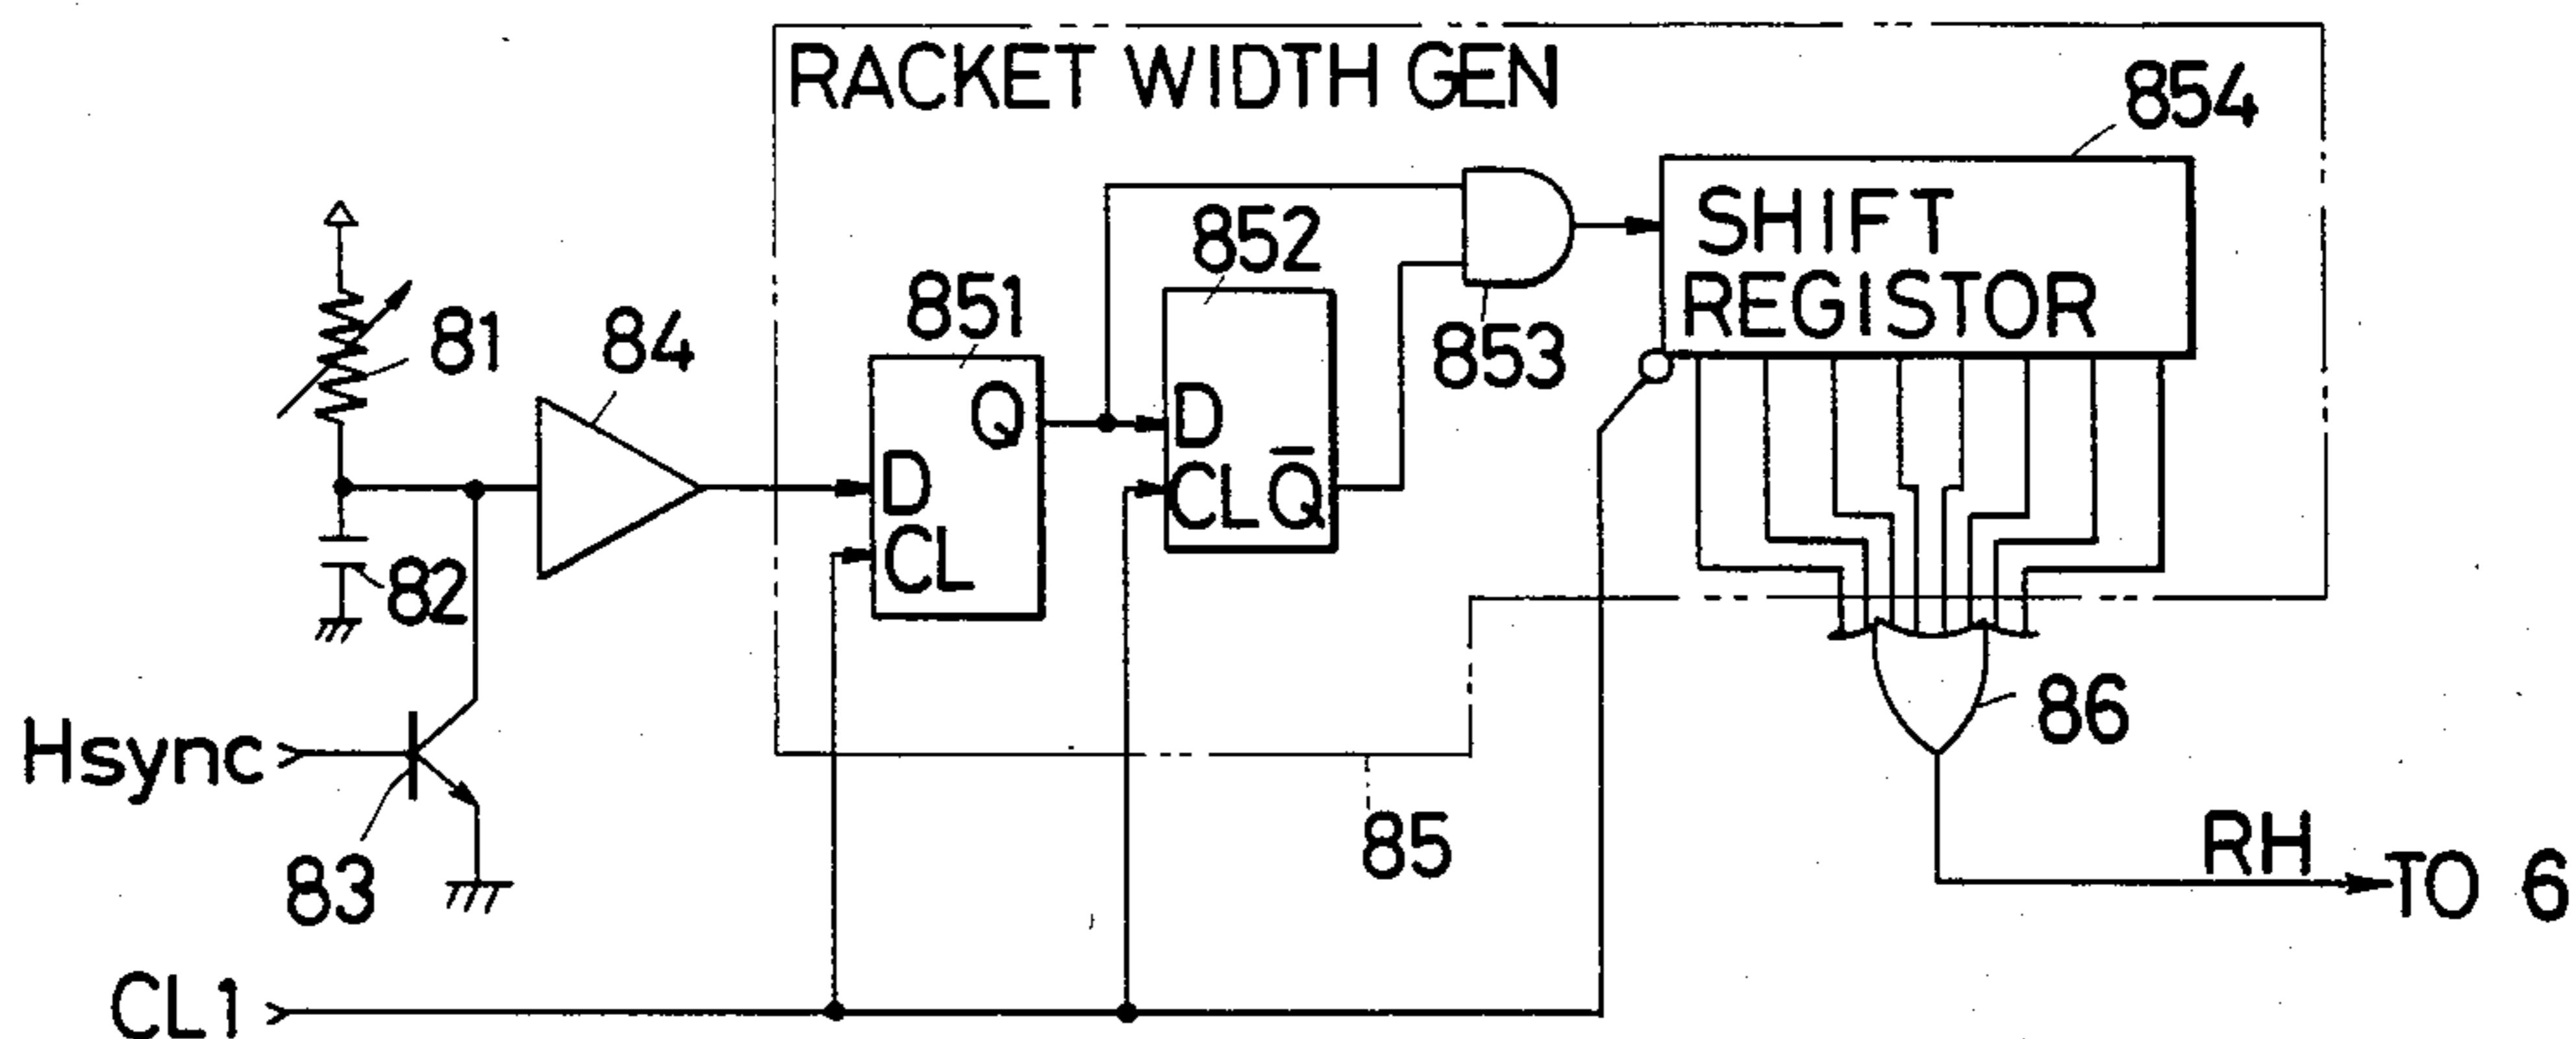 RACKET WIDTH GEN
854
SHIFT
REGISTOR
852
851
853
81
84
Q
D
CL
D
CL Q̅
82
86
Hsync
83
85
RH
TO 6
CL1